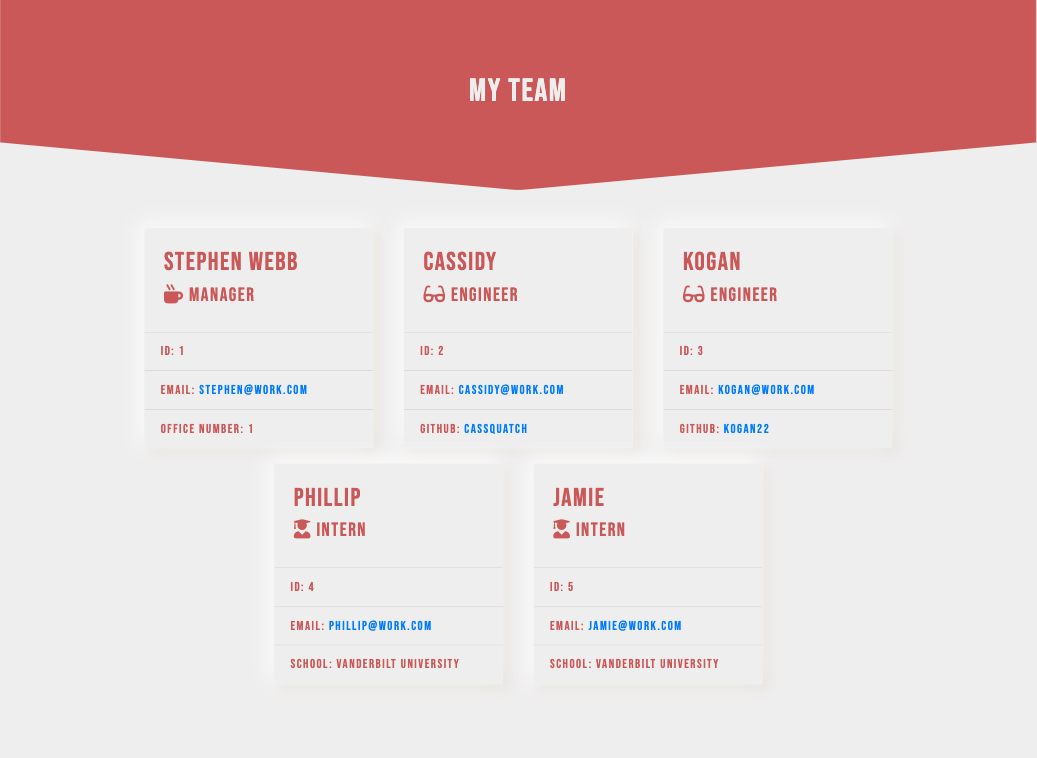 MY TEAM
STEPHEN WEBB
MANAGER
ID: 1
EMAIL: STEPHEN@WORK.COM
OFFICE NUMBER: 1
CASSIDY
ENGINEER
ID: 2
EMAIL: CASSIDY@WORK.COM
GITHUB: CASSQUATCH
KOGAN
ENGINEER
ID: 3
EMAIL: KOGAN@WORK.COM
GITHUB: KOGAN22
PHILLIP
INTERN
ID: 4
EMAIL: PHILLIP@WORK.COM
SCHOOL: VANDERBILT UNIVERSITY
JAMIE
INTERN
ID: 5
EMAIL: JAMIE@WORK.COM
SCHOOL: VANDERBILT UNIVERSITY